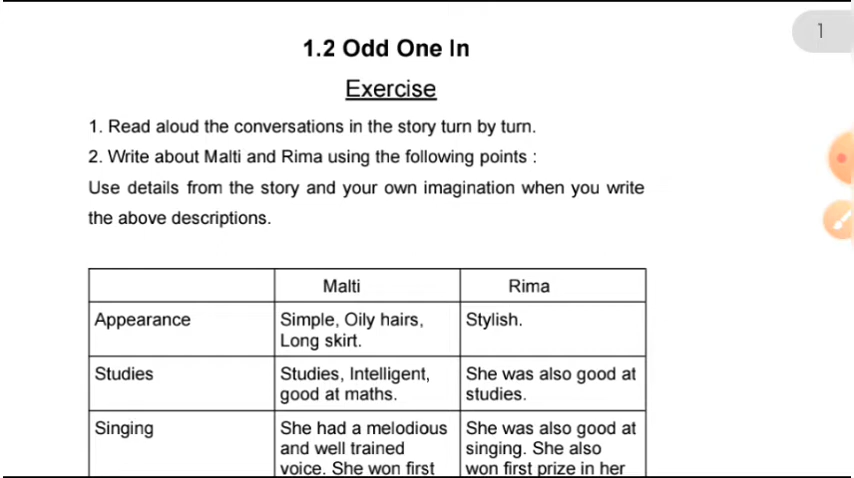 1
1.2 Odd One In
Exercise
1. Read aloud the conversations in the story turn by turn.
2. Write about Malti and Rima using the following points :
Use details from the story and your own imagination when you write
the above descriptions.
Malti Rima
Appearance Simple, Oily hairs, Stylish.
Long skirt.
Studies Studies, Intelligent, She was also good at
good at maths. studies.
Singing She had a melodious She was also good at
and well trained singing. She also
voice. She won first won first prize in her